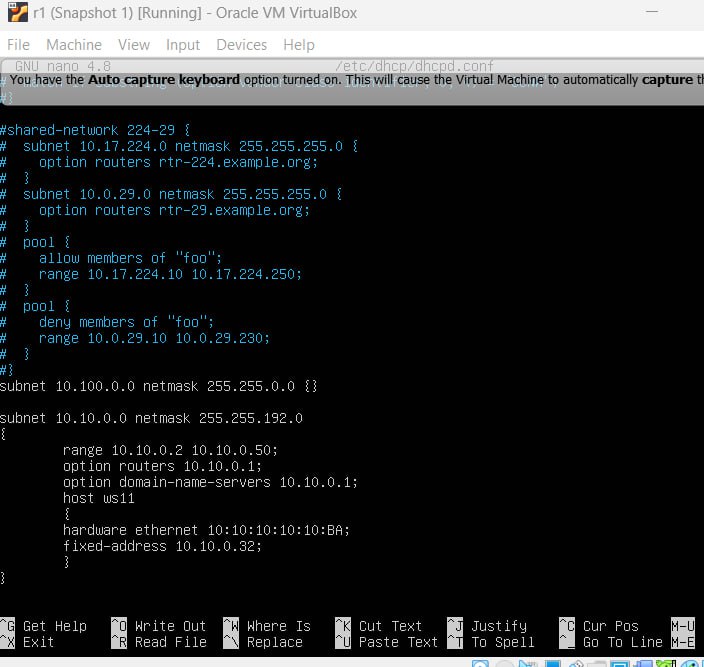 r1 (Snapshot 1) [Running] - Oracle VM VirtualBox
File Machine View Input Devices Help
GNU nano 4.8 /etc/dhcp/dhcpd.conf
You have the Auto capture keyboard option turned on. This will cause the Virtual Machine to automatically capture th
#}
#shared-network 224-29 {
#  subnet 10.17.224.0 netmask 255.255.255.0 {
#    option routers rtr-224.example.org;
#  }
#  subnet 10.0.29.0 netmask 255.255.255.0 {
#    option routers rtr-29.example.org;
#  }
#  pool {
#    allow members of "foo";
#    range 10.17.224.10 10.17.224.250;
#  }
#  pool {
#    deny members of "foo";
#    range 10.0.29.10 10.0.29.230;
#  }
#}
subnet 10.100.0.0 netmask 255.255.0.0 {}
subnet 10.10.0.0 netmask 255.255.192.0
{
range 10.10.0.2 10.10.0.50;
option routers 10.10.0.1;
option domain-name-servers 10.10.0.1;
host ws11
{
hardware ethernet 10:10:10:10:10:BA;
fixed-address 10.10.0.32;
}
}
^G Get Help ^O Write Out ^W Where Is ^K Cut Text ^J Justify ^C Cur Pos M-U
^X Exit ^R Read File ^\ Replace ^U Paste Text ^T To Spell ^_ Go To Line M-E